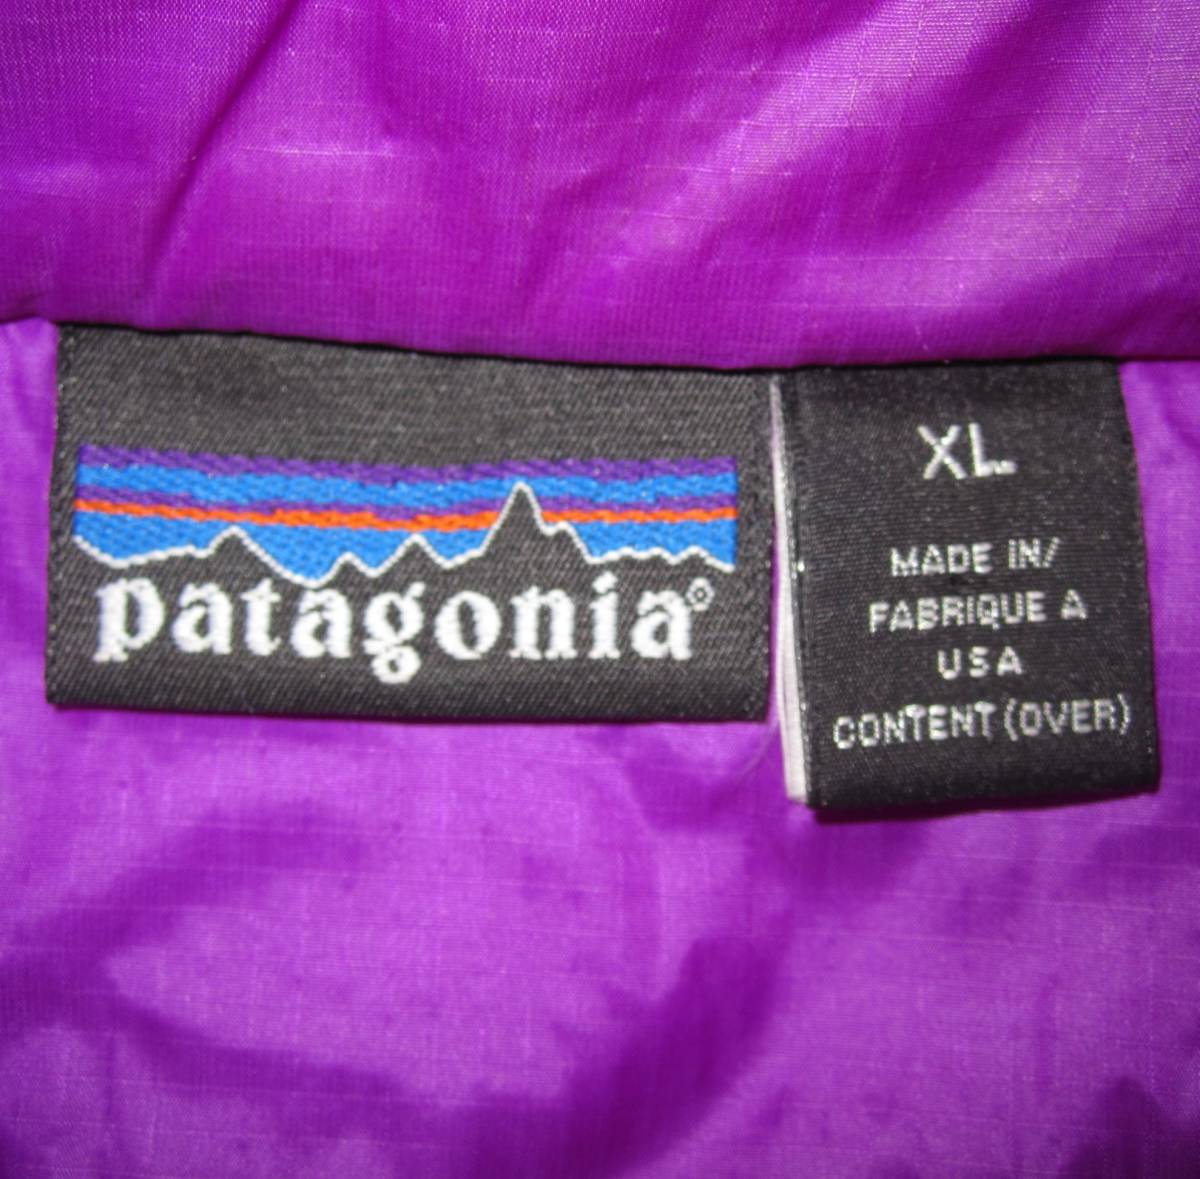 patagonia®
XL
MADE IN/
FABRIQUE A
USA
CONTENT (OVER)